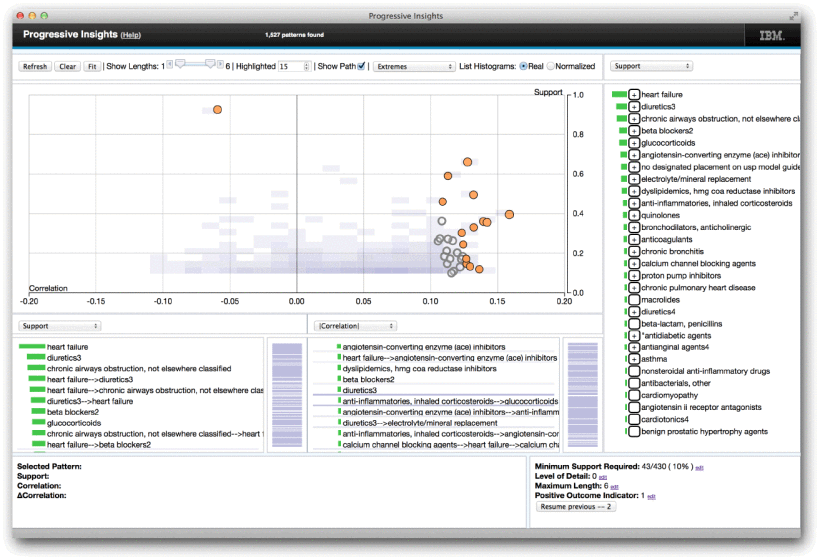 Progressive Insights
Progressive Insights (Help)
1,527 patterns found
IBM.
Refresh Clear Fit | Show Lengths: 1 6 | Highlighted 15 | Show Path Extremes List Histograms: Real Normalized
Support
Support
1.0
0.8
0.6
0.4
0.2
0.0
Correlation
-0.20 -0.15 -0.10 -0.05 0.00 0.05 0.10 0.15 0.20
+ heart failure
+ diuretics3
+ chronic airways obstruction, not elsewhere cl
+ beta blockers2
+ glucocorticoids
+ angiotensin-converting enzyme (ace) inhibitor
+ no designated placement on usp model guide
+ electrolyte/mineral replacement
+ dyslipidemics, hmg coa reductase inhibitors
+ anti-inflammatories, inhaled corticosteroids
+ quinolones
+ bronchodilators, anticholinergic
+ anticoagulants
+ chronic bronchitis
+ calcium channel blocking agents
+ proton pump inhibitors
+ chronic pulmonary heart disease
macrolides
+ diuretics4
beta-lactam, penicillins
+ *antidiabetic agents
+ antianginal agents4
+ asthma
nonsteroidal anti-inflammatory drugs
antibacterials, other
cardiomyopathy
angiotensin ii receptor antagonists
cardiotonics4
benign prostatic hypertrophy agents
Support
heart failure
diuretics3
chronic airways obstruction, not elsewhere classified
heart failure-->diuretics3
heart failure-->chronic airways obstruction, not elsewhere clas
diuretics3-->heart failure
beta blockers2
glucocorticoids
chronic airways obstruction, not elsewhere classified-->heart f
heart failure-->beta blockers2
|Correlation|
angiotensin-converting enzyme (ace) inhibitors
heart failure-->angiotensin-converting enzyme (ace) inhibitors
dyslipidemics, hmg coa reductase inhibitors
beta blockers2
diuretics3
anti-inflammatories, inhaled corticosteroids-->glucocorticoids
angiotensin-converting enzyme (ace) inhibitors-->anti-inflamm
diuretics3-->electrolyte/mineral replacement
anti-inflammatories, inhaled corticosteroids-->angiotensin-con
calcium channel blocking agents-->heart failure-->calcium cha
Selected Pattern:
Support:
Correlation:
ΔCorrelation:
Minimum Support Required: 43/430 ( 10% ) edit
Level of Detail: 0 edit
Maximum Length: 6 edit
Positive Outcome Indicator: 1 edit
Resume previous -- 2